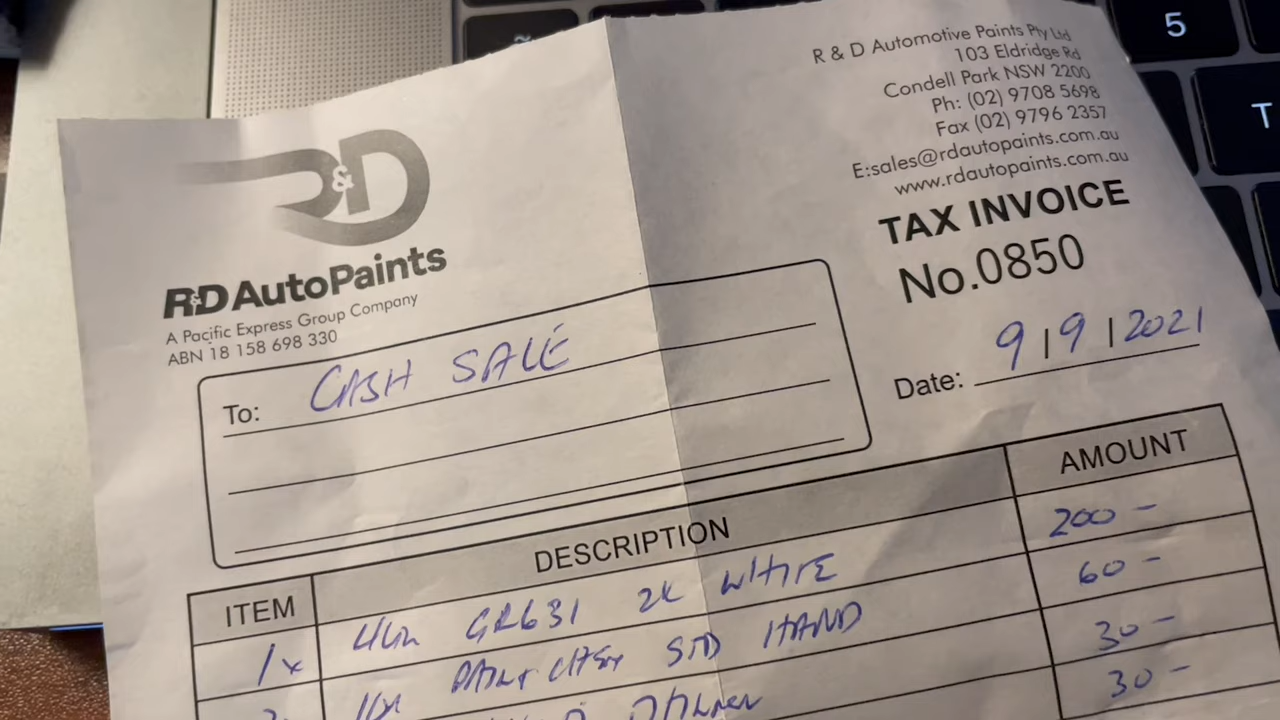 R & D Automotive Paints Pty Ltd
103 Eldridge Rd
Condell Park NSW 2200
Ph: (02) 9708 5698
Fax (02) 9796 2357
E:sales@rdautopaints.com.au
www.rdautopaints.com.au
TAX INVOICE
No.0850
R&D
R&D AutoPaints
A Pacific Express Group Company
ABN 18 158 698 330
To: CASH SALE
Date: 9/9/2021
ITEM DESCRIPTION AMOUNT
1x GR631 2K WHITE 200 -
STD HAND 60 -
30 -
30 -
5
T